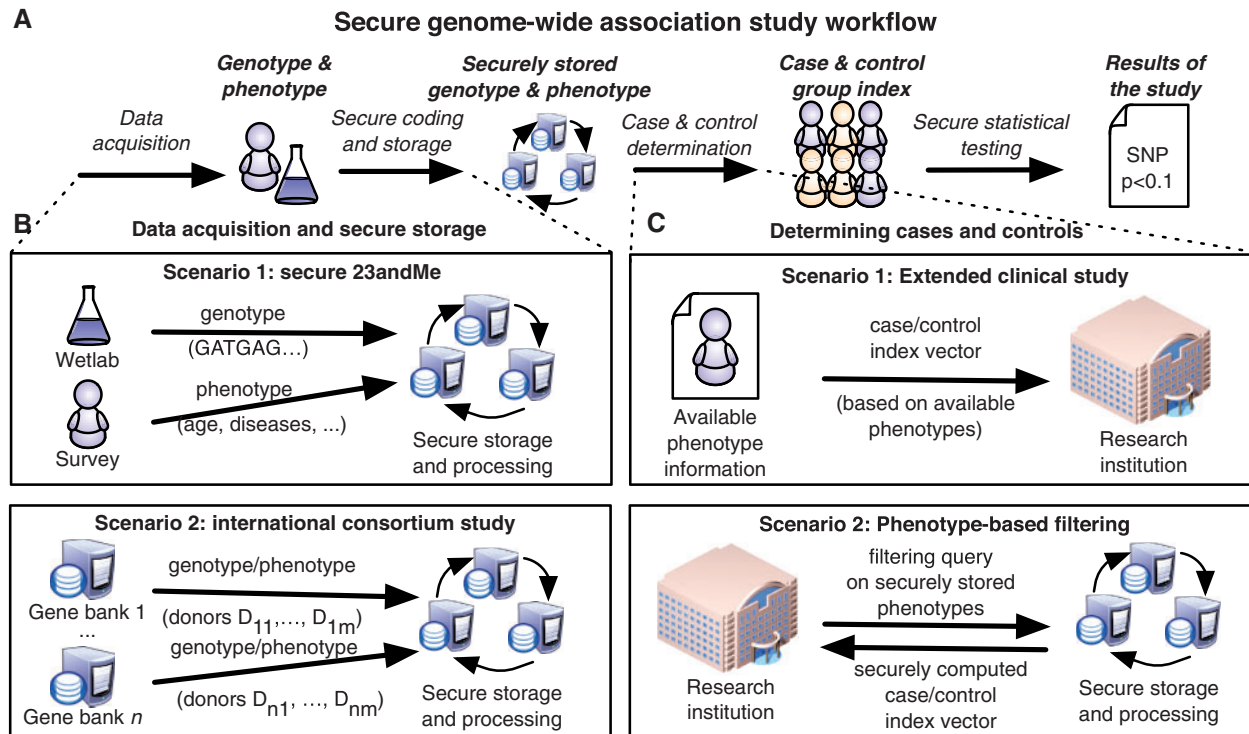 A
Secure genome-wide association study workflow
Data
acquisition
Genotype &
phenotype
Secure coding
and storage
Securely stored
genotype & phenotype
Case & control
determination
Case & control
group index
Secure statistical
testing
Results of
the study
SNP
p<0.1
B
Data acquisition and secure storage
Scenario 1: secure 23andMe
Wetlab
genotype
(GATGAG...)
Survey
phenotype
(age, diseases, ...)
Secure storage
and processing
Scenario 2: international consortium study
Gene bank 1
...
Gene bank n
genotype/phenotype
(donors D11,..., D1m)
genotype/phenotype
(donors Dn1, ..., Dnm)
Secure storage
and processing
C
Determining cases and controls
Scenario 1: Extended clinical study
Available
phenotype
information
case/control
index vector
(based on available
phenotypes)
Research
institution
Scenario 2: Phenotype-based filtering
Research
institution
filtering query
on securely stored
phenotypes
securely computed
case/control
index vector
Secure storage
and processing